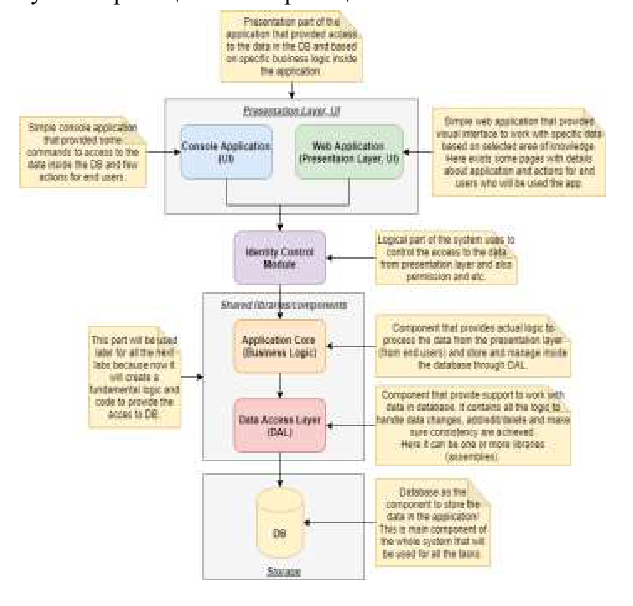 Presentation part of the
application that provided access
to the data in the DB and based
on specific business logic inside
the application
Presentation Layer, UI
Simple console application
that provided some
commands to access to the
data inside the DB and few
actions for end users.
Console Application
(UI)
Web Application
(Presentaion Layer, UI)
Simple web application that provided
visual interface to work with specific data
based on selected area of knowledge.
Here exists some pages with details
about application and actions for end
users who will be used the app.
Identity Control
Module
Logical part of the system uses to
control the access to the data
from presentation layer and also
permission and etc.
Shared libraries/components
This part will be used
later for all the next
labs because now it
will create a
fundamental logic and
code to provide the
acces to DB.
Application Core
(Business Logic)
Component that provides actual logic to
process the data from the presentation layer
(from end users) and store and manage inside
the database through DAL.
Data Access Layer
(DAL)
Component that provide support to work with
data in database. It contains all the logic to
handle data changes, add/edit/delete and make
sure consistency are achieved.
Here it can be one or more libraries
(assemblies).
DB
Storage
Database as the
component to store the
data in the application!
This is main component of
the whole system that will
be used for all the tasks.